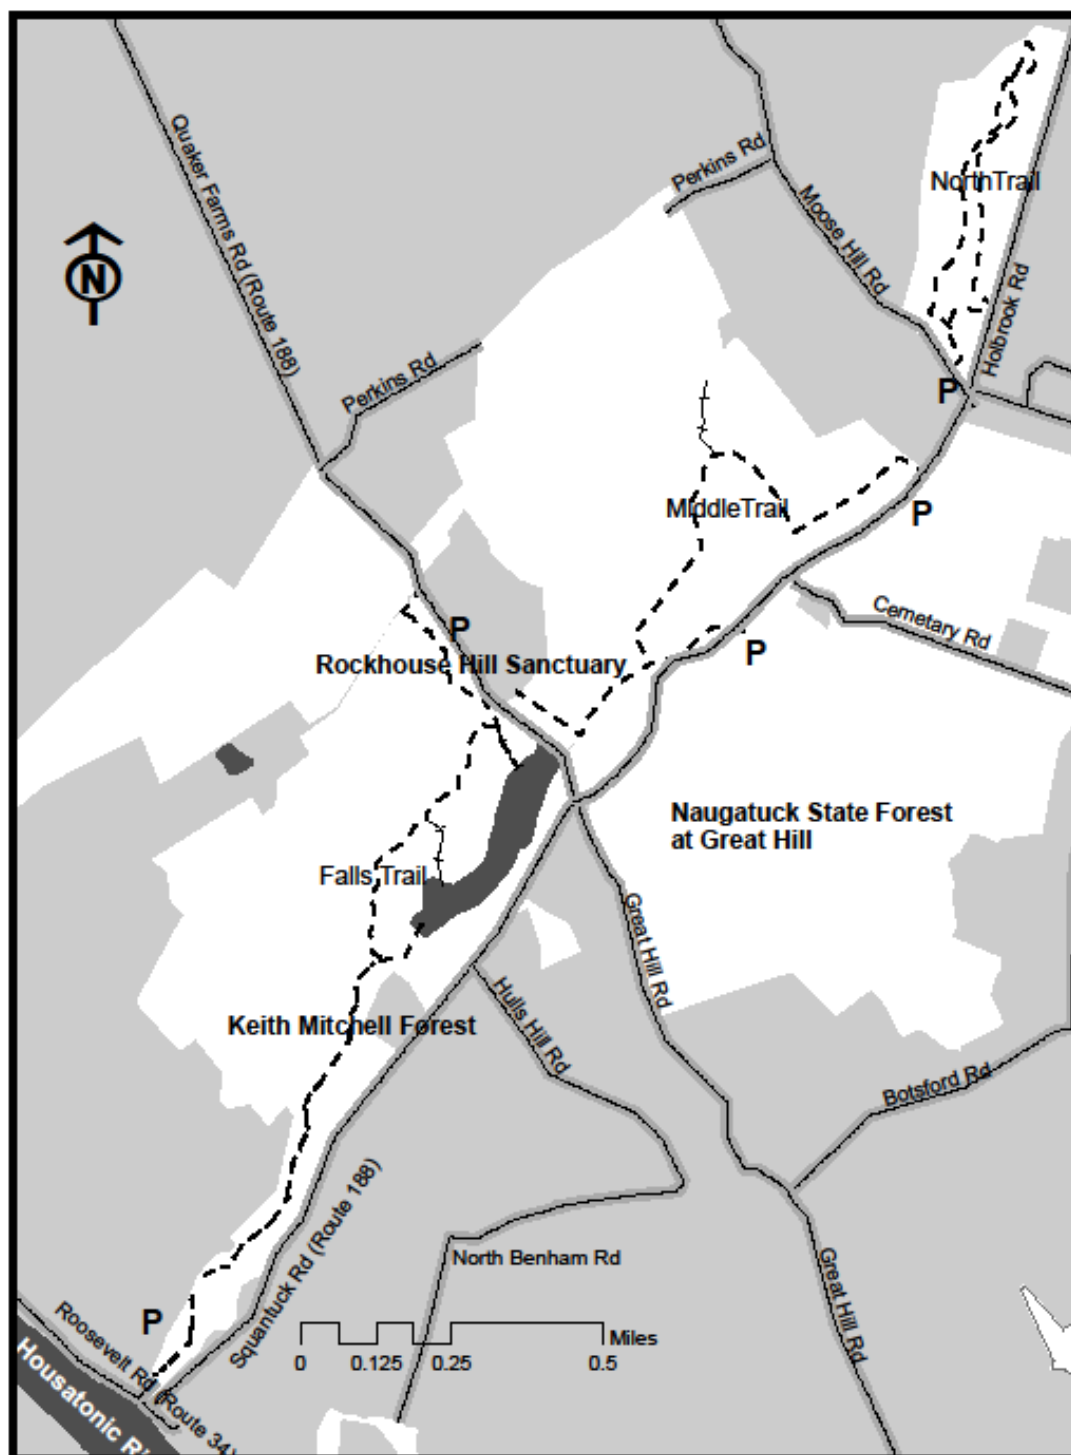 Quaker Farms Rd (Route 188)
Perkins Rd
Moose Hill Rd
NorthTrail
Holbrook Rd
N
Perkins Rd
P
MiddleTrail
P
Cemetary Rd
P
Rockhouse Hill Sanctuary
P
Naugatuck State Forest
at Great Hill
Falls Trail
Great Hill Rd
Hulls Hill Rd
Keith Mitchell Forest
Botsford Rd
Squantuck Rd (Route 188)
North Benham Rd
Great Hill Rd
P
Roosevelt Rd (Route 34)
Housatonic
Miles
0 0.125 0.25 0.5